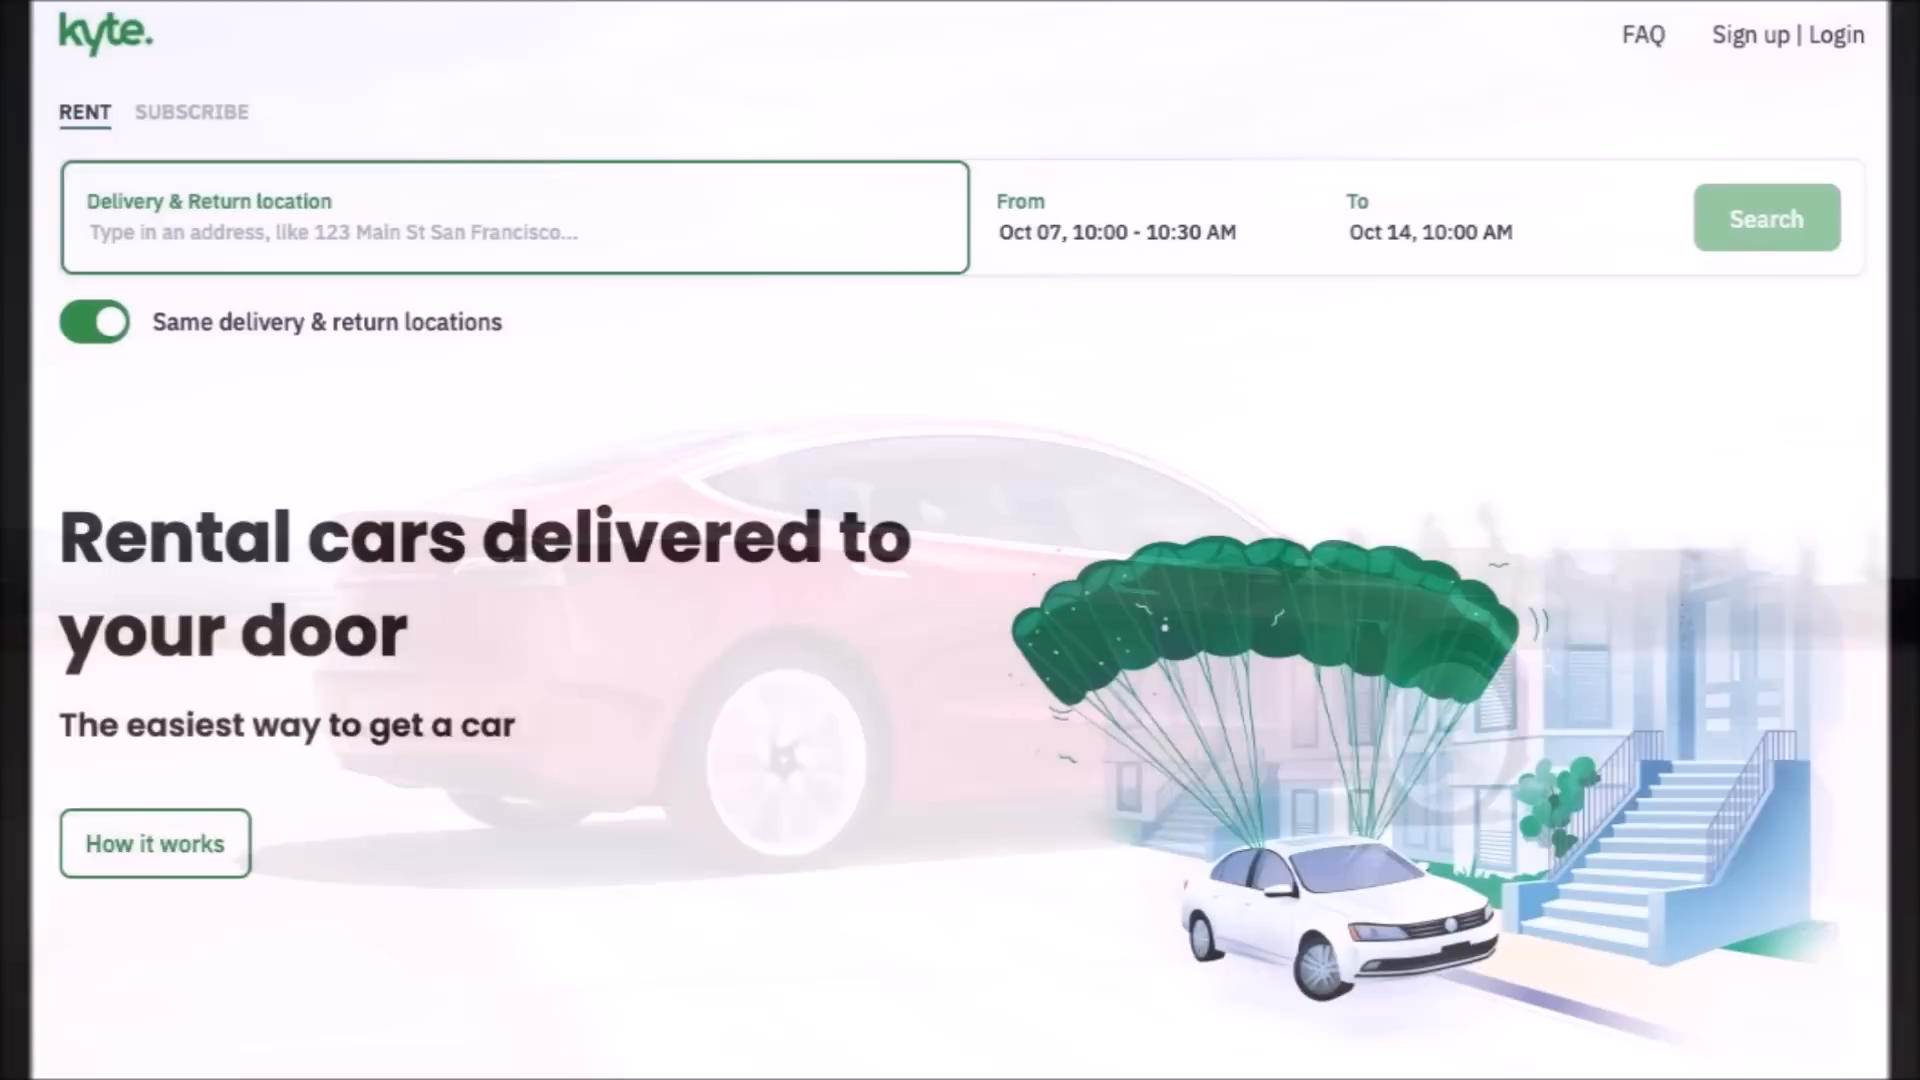 kyte.
FAQ
Sign up | Login
RENT
SUBSCRIBE
Delivery & Return location
Type in an address, like 123 Main St San Francisco...
From
Oct 07, 10:00 - 10:30 AM
To
Oct 14, 10:00 AM
Search
Same delivery & return locations
Rental cars delivered to
your door
The easiest way to get a car
How it works